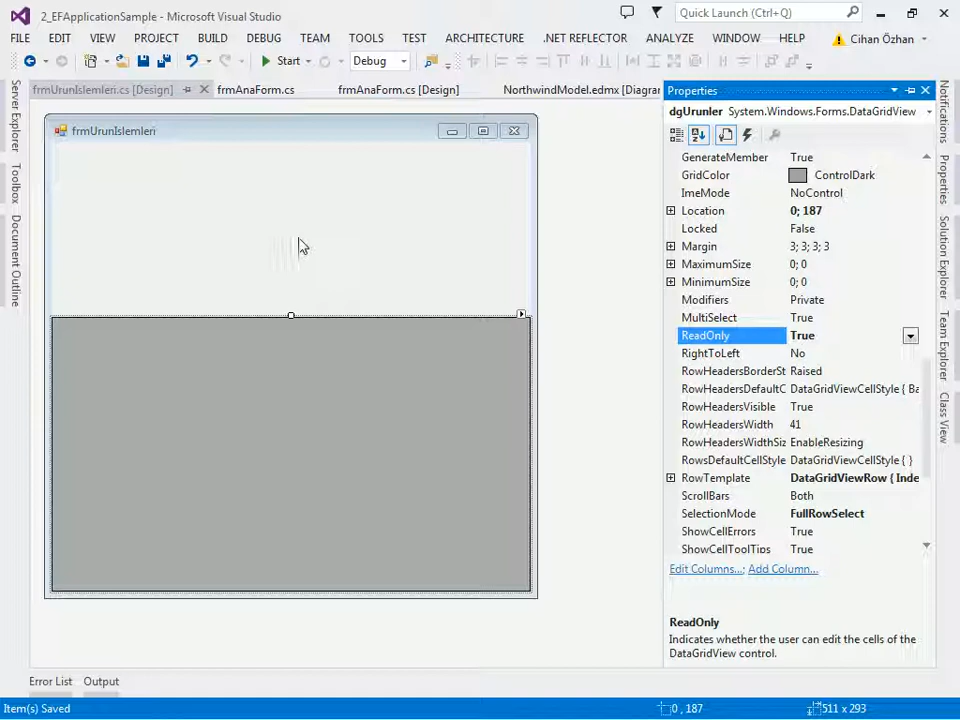 2_EFApplicationSample - Microsoft Visual Studio
Quick Launch (Ctrl+Q)
FILE EDIT VIEW PROJECT BUILD DEBUG TEAM TOOLS TEST ARCHITECTURE .NET REFLECTOR ANALYZE WINDOW HELP Cihan Özhan
Start Debug
frmUrunIslemleri.cs [Design] frmAnaForm.cs frmAnaForm.cs [Design] NorthwindModel.edmx [Diagram
Server Explorer
Toolbox
Document Outline
frmUrunIslemleri
Properties
dgUrunler System.Windows.Forms.DataGridView
GenerateMember True
GridColor ControlDark
ImeMode NoControl
Location 0; 187
Locked False
Margin 3; 3; 3; 3
MaximumSize 0; 0
MinimumSize 0; 0
Modifiers Private
MultiSelect True
ReadOnly True
RightToLeft No
RowHeadersBorderSt Raised
RowHeadersDefaultC DataGridViewCellStyle { Ba
RowHeadersVisible True
RowHeadersWidth 41
RowHeadersWidthSiz EnableResizing
RowsDefaultCellStyle DataGridViewCellStyle { }
RowTemplate DataGridViewRow { Inde
ScrollBars Both
SelectionMode FullRowSelect
ShowCellErrors True
ShowCellToolTips True
Edit Columns...; Add Column...
ReadOnly
Indicates whether the user can edit the cells of the
DataGridView control.
Notifications
Properties
Solution Explorer
Team Explorer
Class View
Error List Output
Item(s) Saved 0 , 187 511 x 293